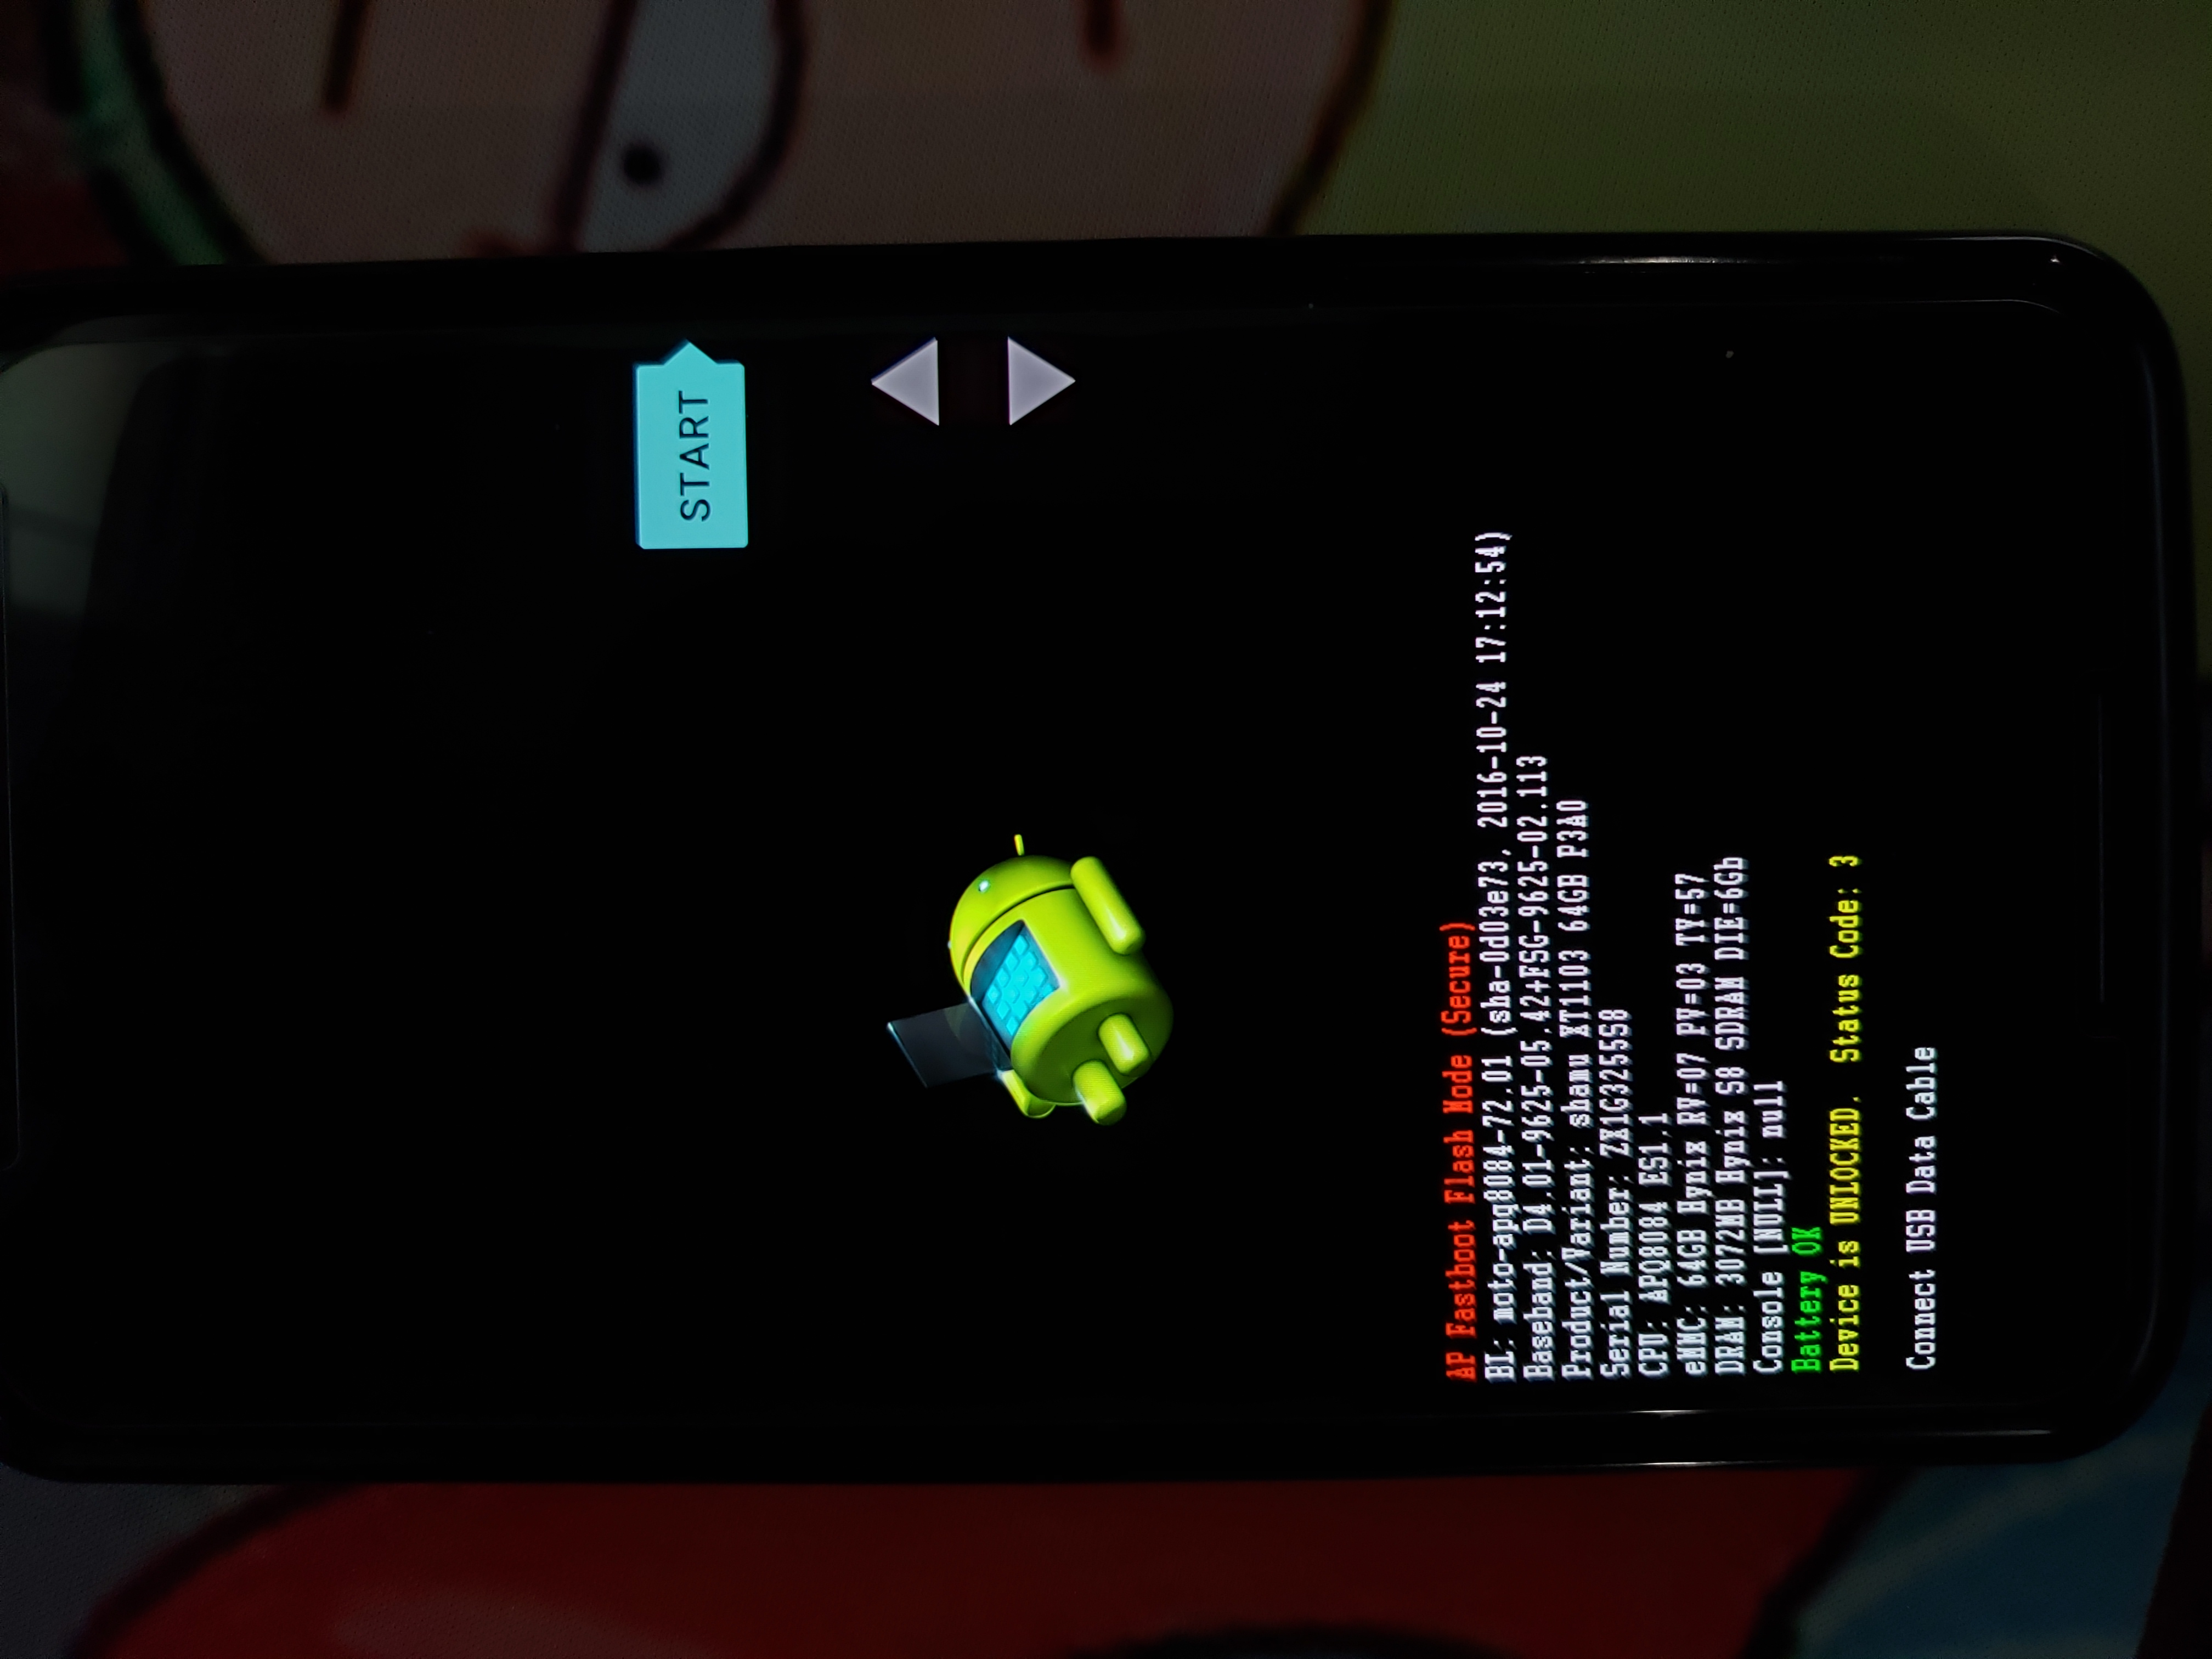 START
AP Fastboot Flash Mode (Secure)
BL: moto-apq8084-72.01 (sha-0d03e73, 2016-10-24 17:12:54)
Baseband: D4.01-9625-05.42+FSG-9625-02.113
Product/Variant: shamu XT1103 64GB P3A0
Serial Number: ZX1G3255S8
CPU: APQ8084 ES1.1
eMMC: 64GB Hynix RV=07 PV=03 TY=57
DRAM: 3072MB Hynix S8 SDRAM DIE=6Gb
Console [NULL]: null
Battery OK
Device is UNLOCKED. Status Code: 3
Connect USB Data Cable